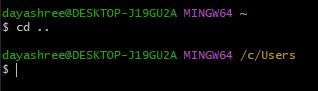 dayashree@DESKTOP-J19GU2A MINGW64 ~
$ cd ..
dayashree@DESKTOP-J19GU2A MINGW64 /c/Users
$